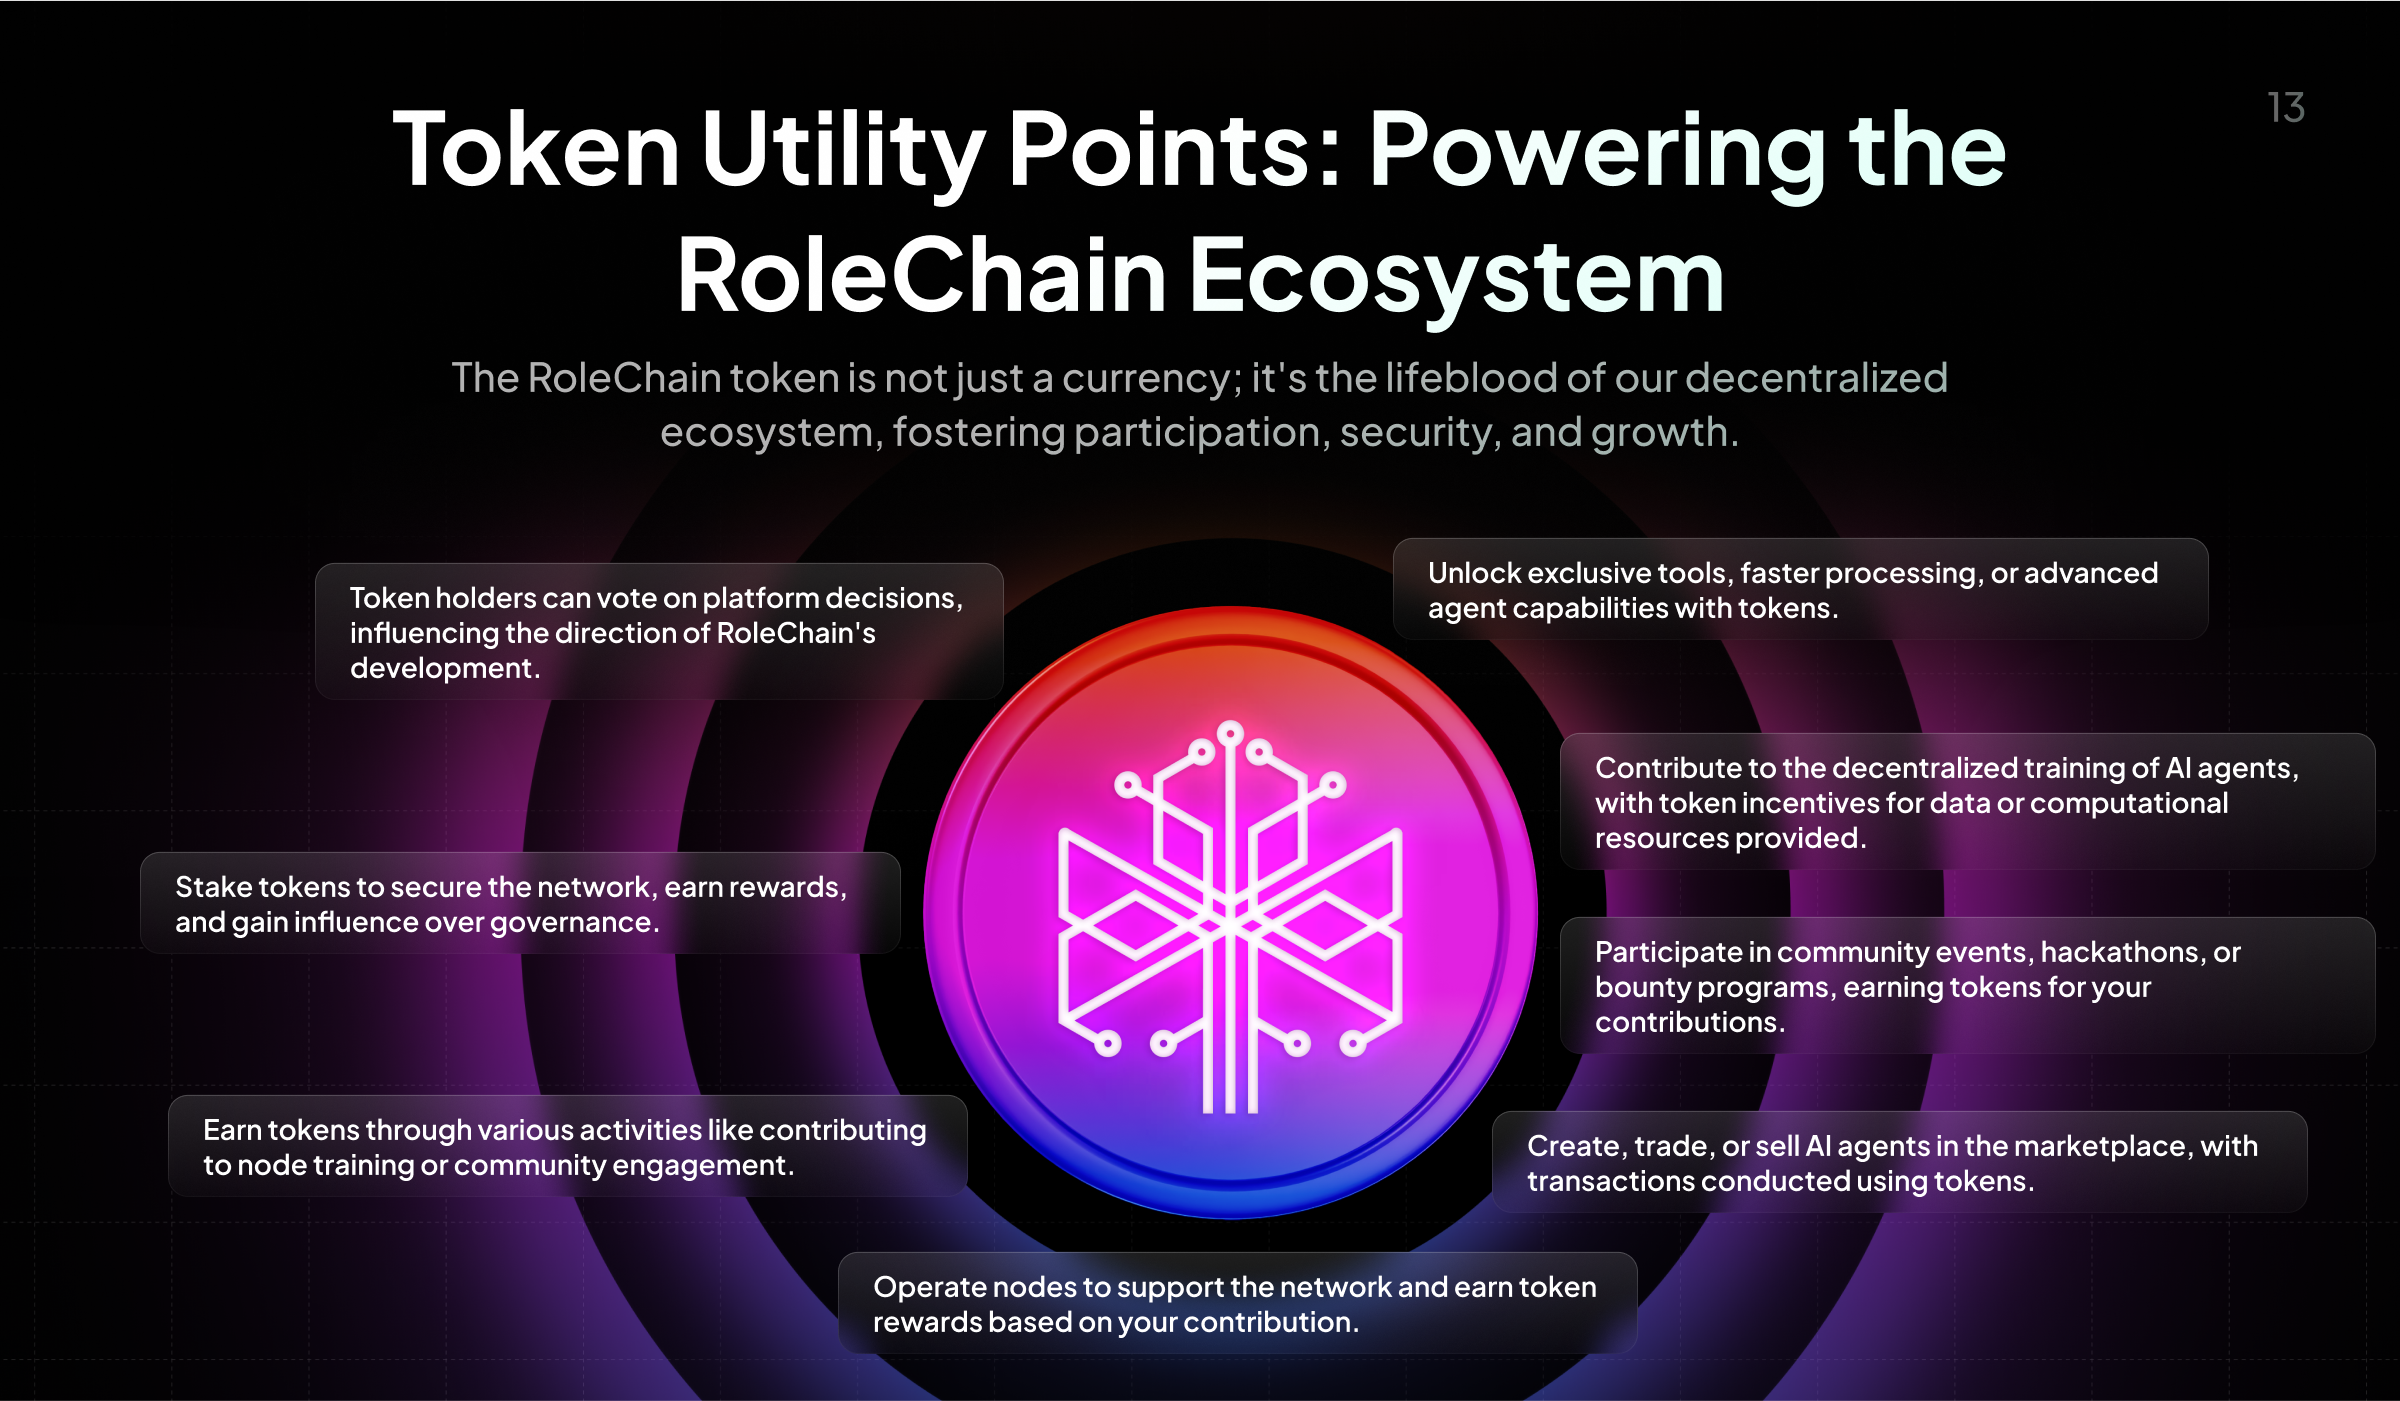 13
Token Utility Points: Powering the
RoleChain Ecosystem
The RoleChain token is not just a currency; it's the lifeblood of our decentralized
ecosystem, fostering participation, security, and growth.
Token holders can vote on platform decisions,
influencing the direction of RoleChain's
development.
Stake tokens to secure the network, earn rewards,
and gain influence over governance.
Earn tokens through various activities like contributing
to node training or community engagement.
Unlock exclusive tools, faster processing, or advanced
agent capabilities with tokens.
Contribute to the decentralized training of AI agents,
with token incentives for data or computational
resources provided.
Participate in community events, hackathons, or
bounty programs, earning tokens for your
contributions.
Create, trade, or sell AI agents in the marketplace, with
transactions conducted using tokens.
Operate nodes to support the network and earn token
rewards based on your contribution.